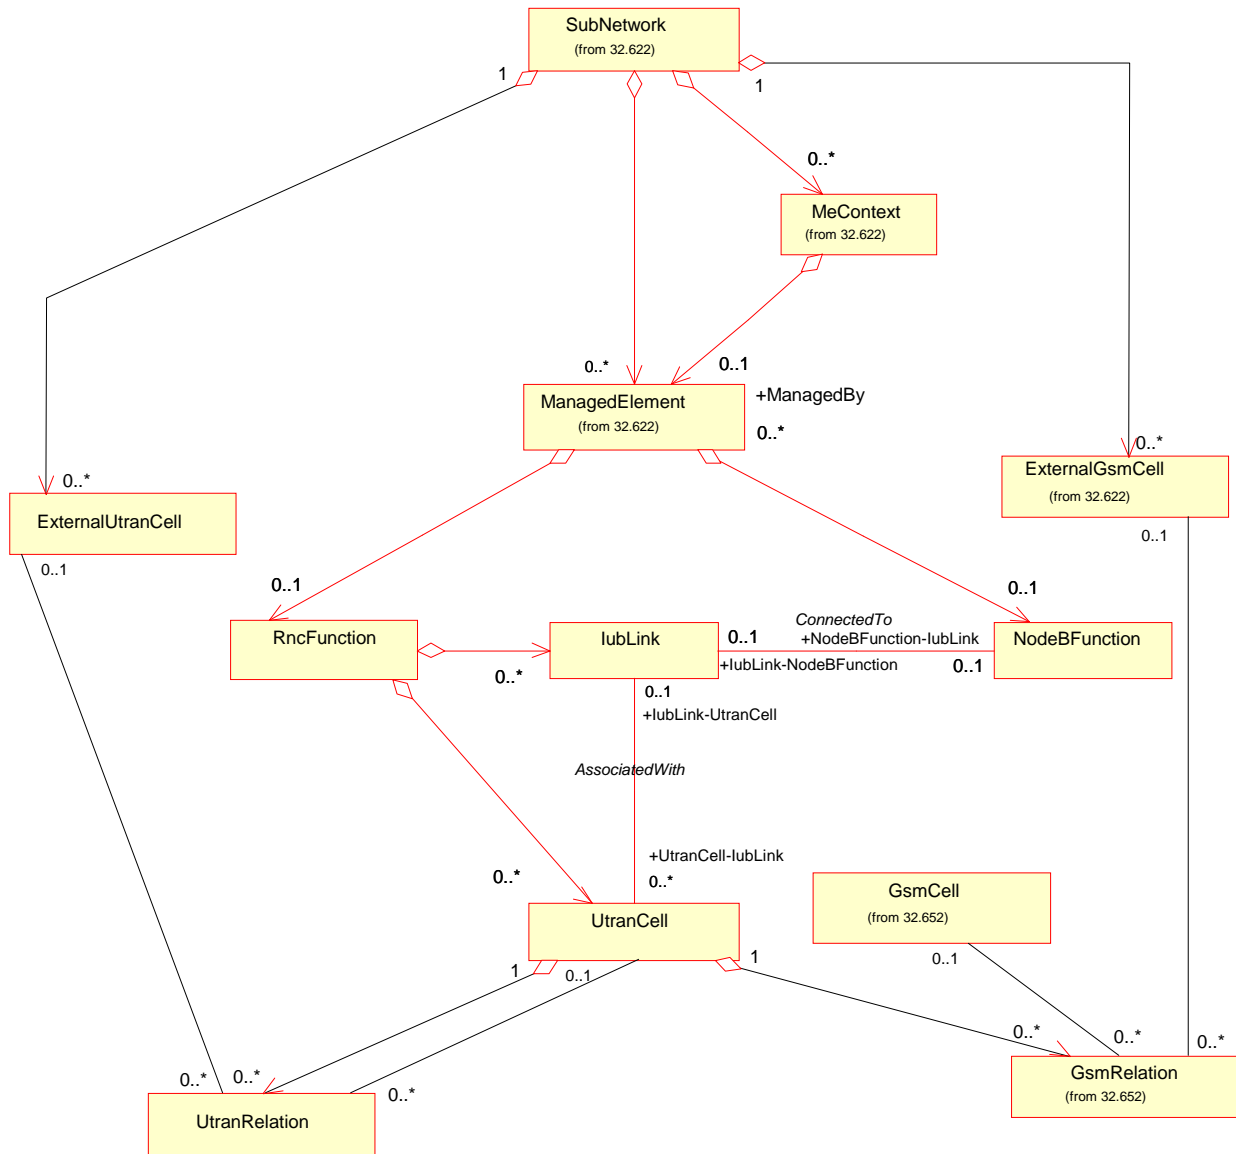 SubNetwork
(from 32.622)
1
1
0..*
MeContext
(from 32.622)
0..*
0..1
+ManagedBy
ManagedElement
(from 32.622)
0..*
0..*
0..*
ExternalUtranCell
0..1
ExternalGsmCell
(from 32.622)
0..1
0..1
0..1
RncFunction
0..*
IubLink
ConnectedTo
0..1
+NodeBFunction-IubLink
+IubLink-NodeBFunction
0..1
NodeBFunction
0..1
+IubLink-UtranCell
AssociatedWith
+UtranCell-IubLink
0..*
0..*
UtranCell
GsmCell
(from 32.652)
1
0..1
1
0..1
0..*
0..*
0..*
0..*
0..*
0..*
UtranRelation
GsmRelation
(from 32.652)